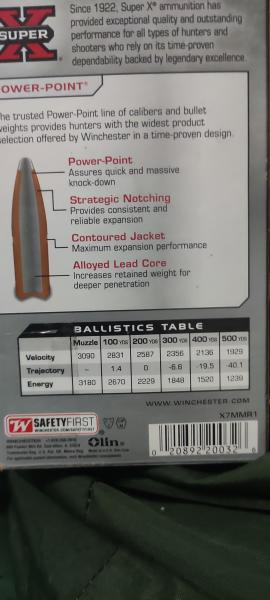 X
SUPER
Since 1922, Super X® ammunition has
provided exceptional quality and outstanding
performance for all types of hunters and
shooters who rely on its time-proven
dependability backed by legendary excellence.
POWER-POINT®
The trusted Power-Point line of calibers and bullet
weights provides hunters with the widest product
selection offered by Winchester in a time-proven design.
Power-Point
Assures quick and massive
knock-down
Strategic Notching
Provides consistent and
reliable expansion
Contoured Jacket
Maximum expansion performance
Alloyed Lead Core
Increases retained weight for
deeper penetration
BALLISTICS TABLE
Muzzle 100 YDS 200 YDS 300 YDS 400 YDS 500 YDS
Velocity 3090 2831 2587 2356 2136 1929
Trajectory – 1.4 0 -6.6 -19.5 -40.1
Energy 3180 2670 2229 1848 1520 1239
WWW.WINCHESTER.COM
X7MMR1
W SAFETYFIRST
WINCHESTER.COM/SAFETYFIRST
Olin
0 20892 20032